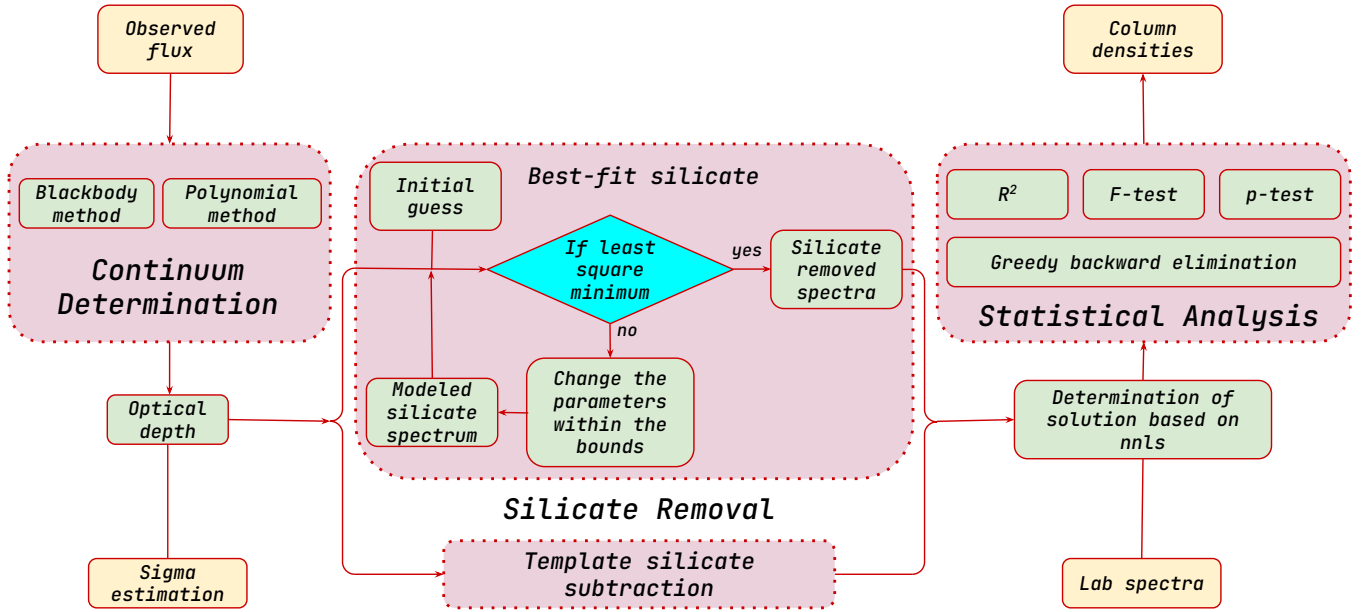 Observed
flux
Blackbody
method
Polynomial
method
Continuum
Determination
Optical
depth
Sigma
estimation
Best-fit silicate
Initial
guess
If least
square
minimum
yes
no
Silicate
removed
spectra
Change the
parameters
within the
bounds
Modeled
silicate
spectrum
Silicate Removal
Template silicate
subtraction
Column
densities
R²
F-test
p-test
Greedy backward elimination
Statistical Analysis
Determination of
solution based on
nnls
Lab spectra